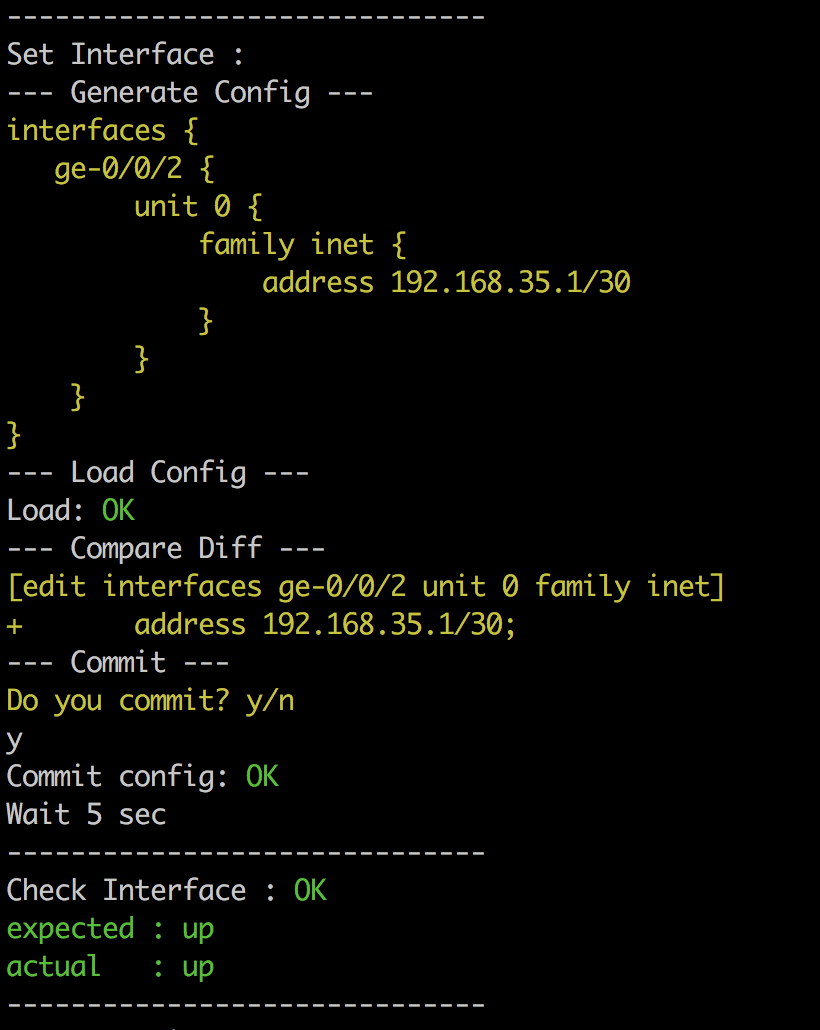 ------------------------------
Set Interface :
--- Generate Config ---
interfaces {
   ge-0/0/2 {
        unit 0 {
            family inet {
                address 192.168.35.1/30
            }
        }
    }
}
--- Load Config ---
Load: OK
--- Compare Diff ---
[edit interfaces ge-0/0/2 unit 0 family inet]
+       address 192.168.35.1/30;
--- Commit ---
Do you commit? y/n
y
Commit config: OK
Wait 5 sec
------------------------------
Check Interface : OK
expected : up
actual   : up
------------------------------